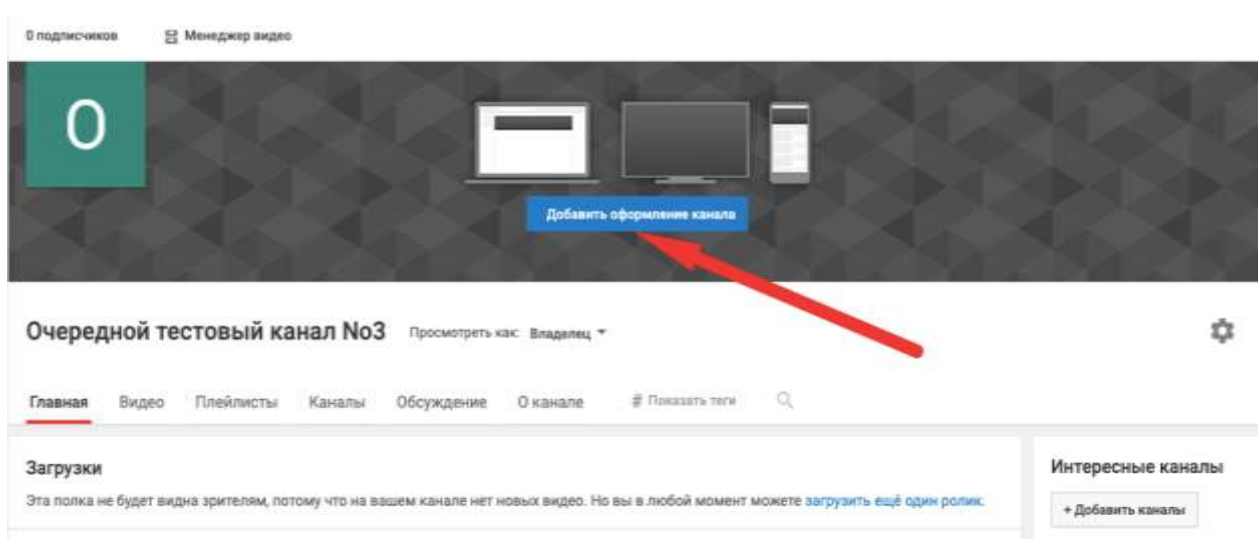 0 подписчиков Менеджер видео
О
Добавить оформление канала
Очередной тестовый канал No3 Просмотреть как: Владелец
Главная Видео Плейлисты Каналы Обсуждение О канале # Показать теги
Загрузки
Эта полка не будет видна зрителям, потому что на вашем канале нет новых видео. Но вы в любой момент можете загрузить ещё один ролик.
Интересные каналы
+ Добавить каналы